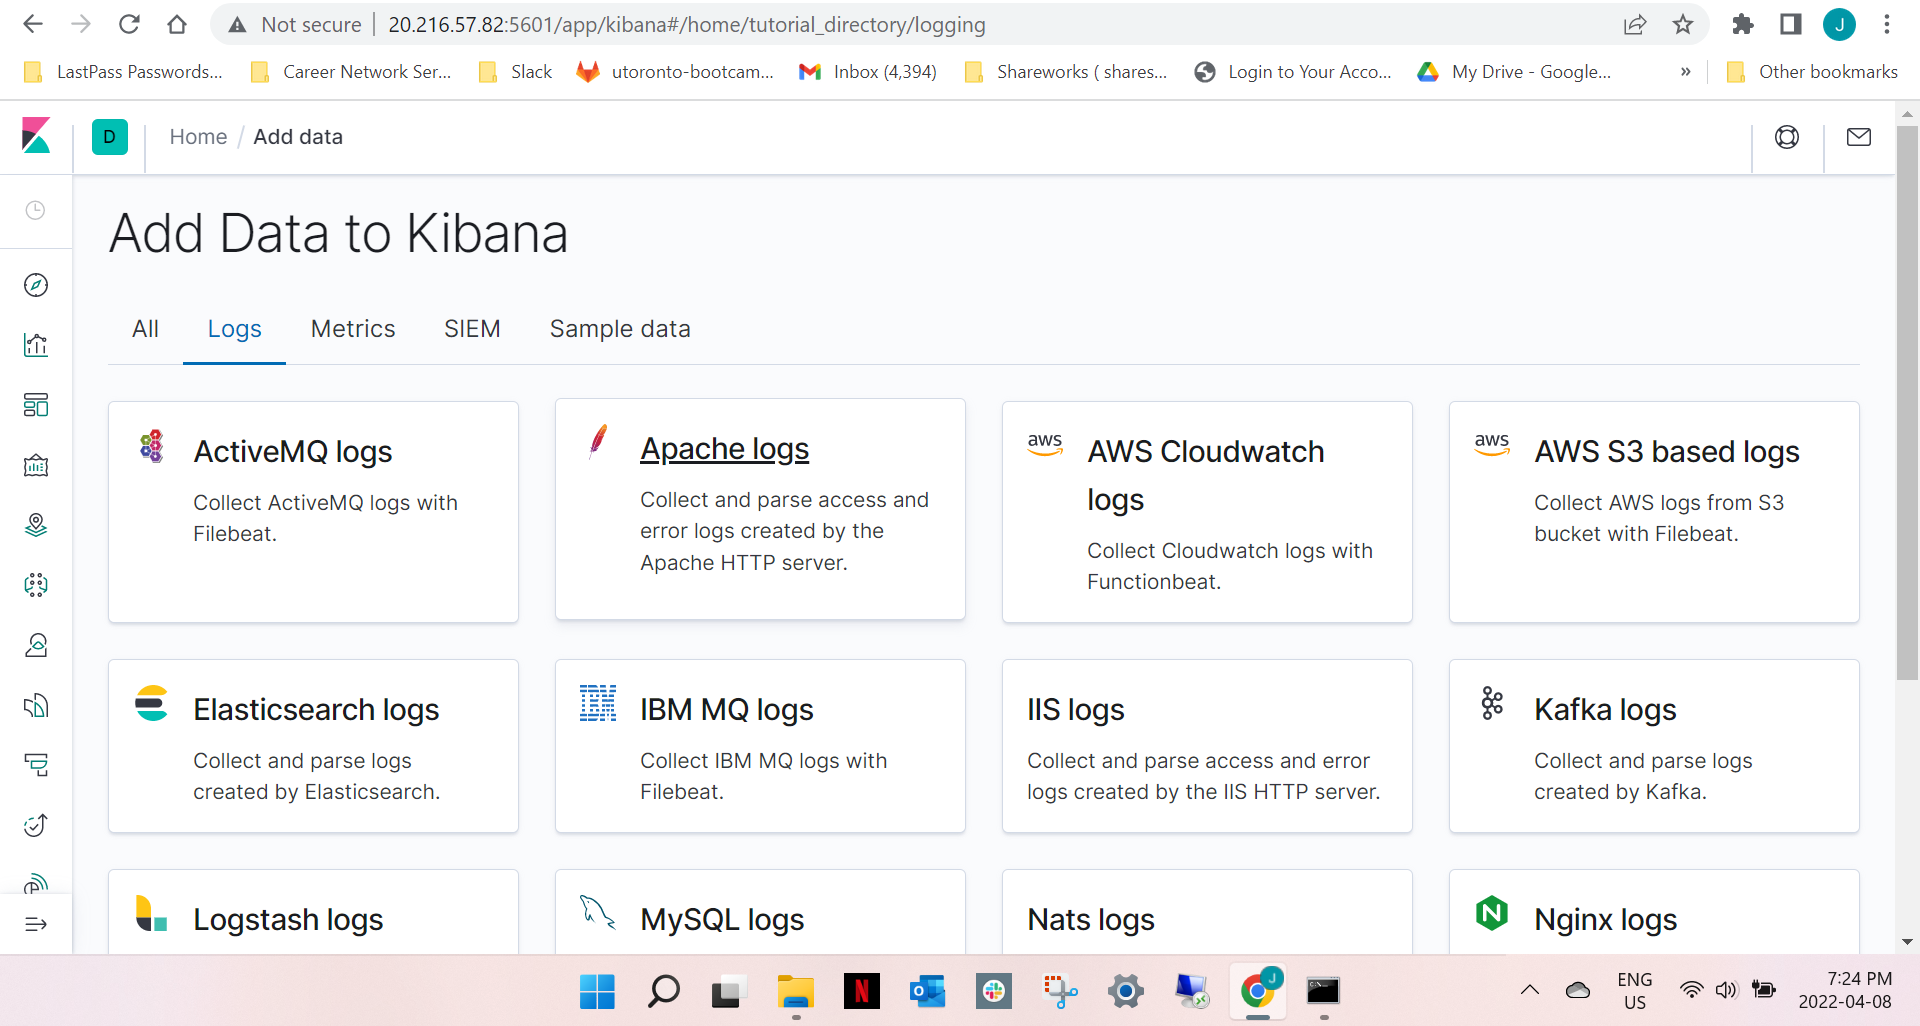 Not secure 20.216.57.82:5601/app/kibana#/home/tutorial_directory/logging
J
LastPass Passwords...
Career Network Ser...
Slack
utoronto-bootcam...
Inbox (4,394)
Shareworks ( shares...
Login to Your Acco...
My Drive - Google...
»
Other bookmarks
D
Home / Add data
Add Data to Kibana
All
Logs
Metrics
SIEM
Sample data
ActiveMQ logs
Collect ActiveMQ logs with
Filebeat.
Apache logs
Collect and parse access and
error logs created by the
Apache HTTP server.
aws
AWS Cloudwatch
logs
Collect Cloudwatch logs with
Functionbeat.
aws
AWS S3 based logs
Collect AWS logs from S3
bucket with Filebeat.
Elasticsearch logs
Collect and parse logs
created by Elasticsearch.
IBM
IBM MQ logs
Collect IBM MQ logs with
Filebeat.
IIS logs
Collect and parse access and error
logs created by the IIS HTTP server.
Kafka logs
Collect and parse logs
created by Kafka.
Logstash logs
MySQL logs
Nats logs
N
Nginx logs
N
O
J
C:\
ENG
US
7:24 PM
2022-04-08